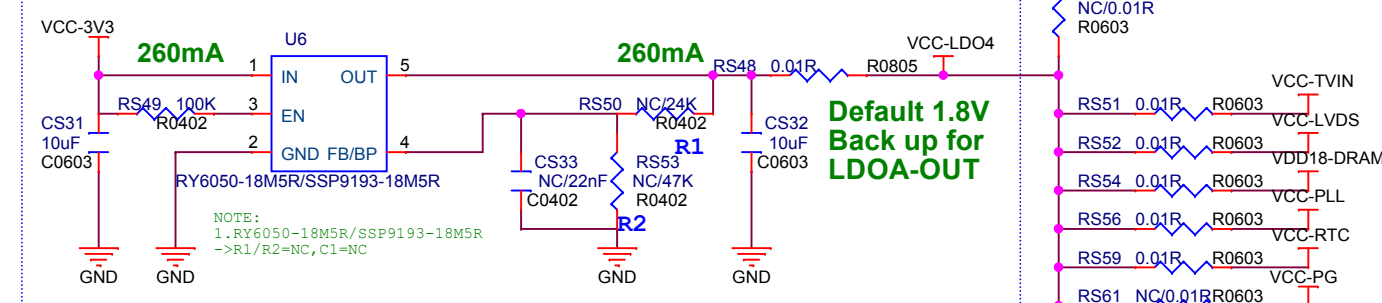 NC/0.01R
R0603
VCC-3V3
260mA
U6
260mA
VCC-LDO4
1
IN
OUT
5
RS48 0.01R
R0805
RS49 100K
R0402
3
EN
RS50 NC/24K
R0402
R1
CS31
10uF
C0603
2
GND FB/BP
4
RY6050-18M5R/SSP9193-18M5R
CS33
NC/22nF
C0402
RS53
NC/47K
R0402
R2
CS32
10uF
C0603
Default 1.8V
Back up for
LDOA-OUT
NOTE:
1.RY6050-18M5R/SSP9193-18M5R
->R1/R2=NC,C1=NC
GND
GND
GND
GND
VCC-TVIN
RS51 0.01R R0603
VCC-LVDS
RS52 0.01R R0603
VDD18-DRAM
RS54 0.01R R0603
VCC-PLL
RS56 0.01R R0603
VCC-RTC
RS59 0.01R R0603
VCC-PG
RS61 NC/0.01R R0603